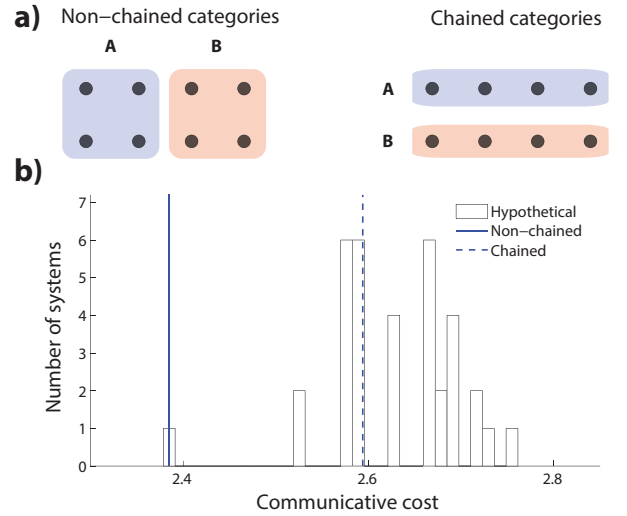 a)
Non−chained categories
Chained categories
A
B
A
B
b)
7
6
5
4
3
2
1
0
Number of systems
Hypothetical
Non−chained
Chained
2.4
2.6
2.8
Communicative cost